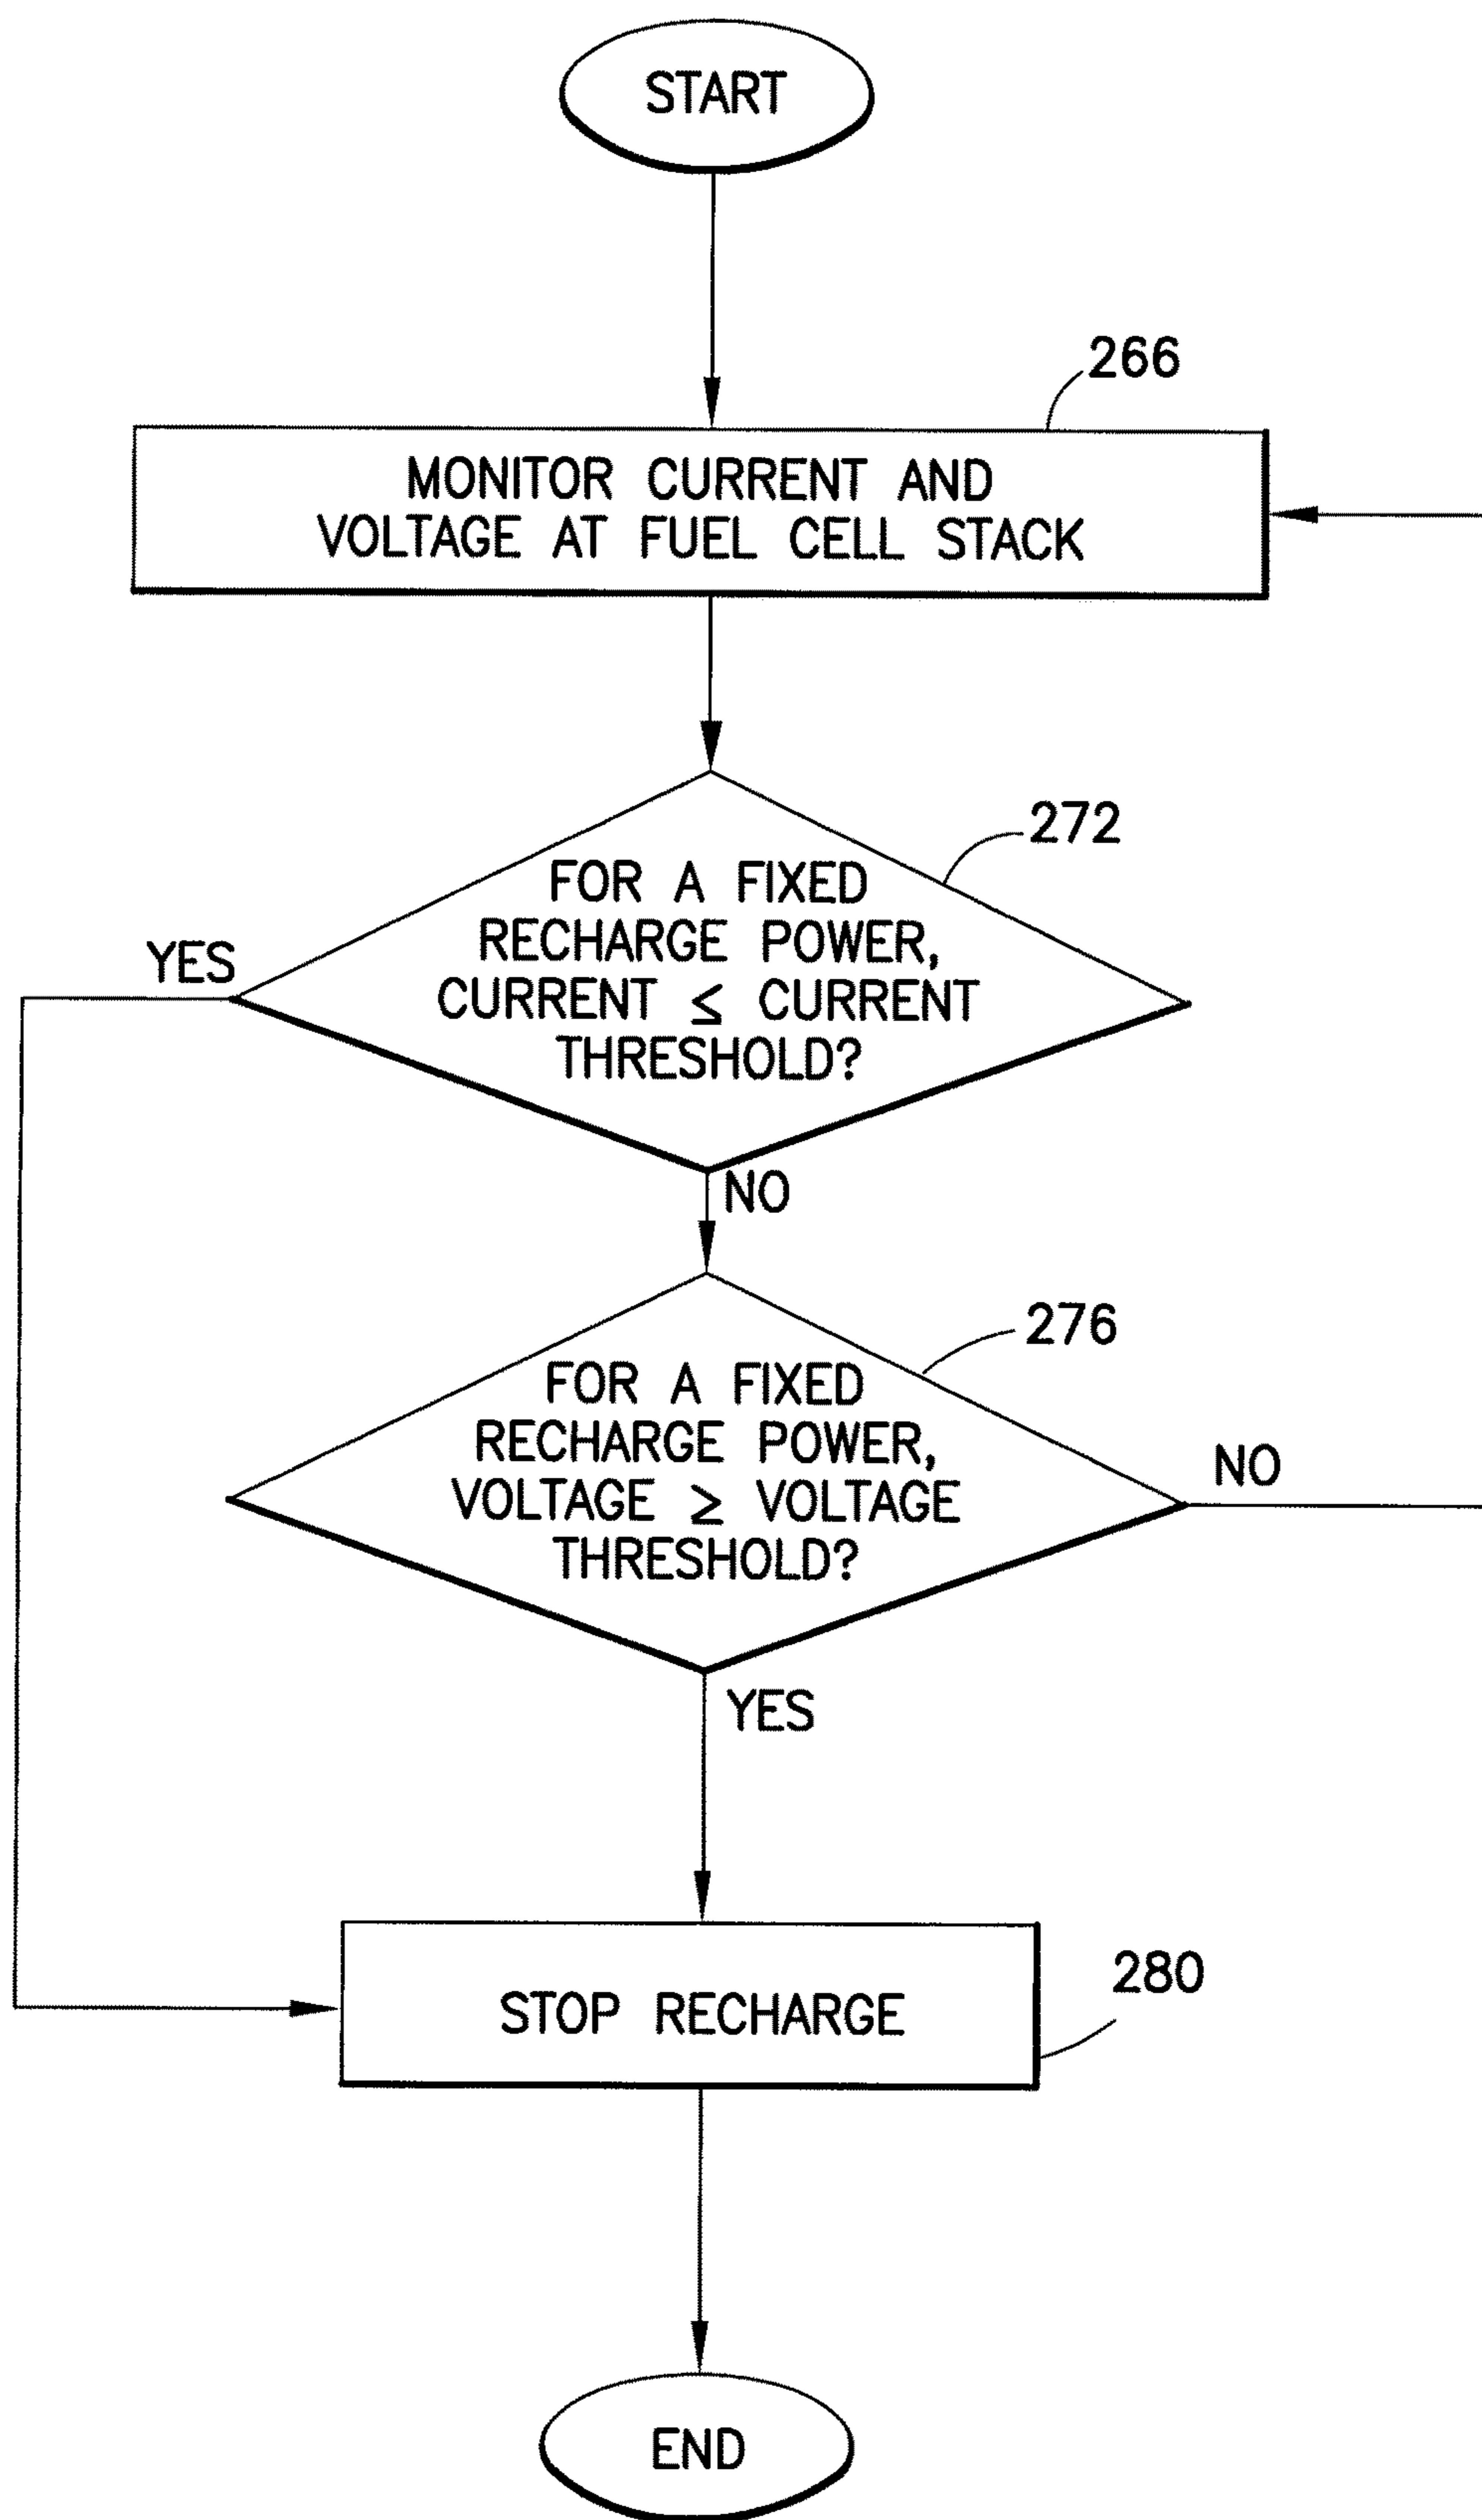 START
266
MONITOR CURRENT AND
VOLTAGE AT FUEL CELL STACK
272
FOR A FIXED
RECHARGE POWER,
CURRENT ≤ CURRENT
THRESHOLD?
YES
NO
276
FOR A FIXED
RECHARGE POWER,
VOLTAGE ≥ VOLTAGE
THRESHOLD?
NO
YES
280
STOP RECHARGE
END